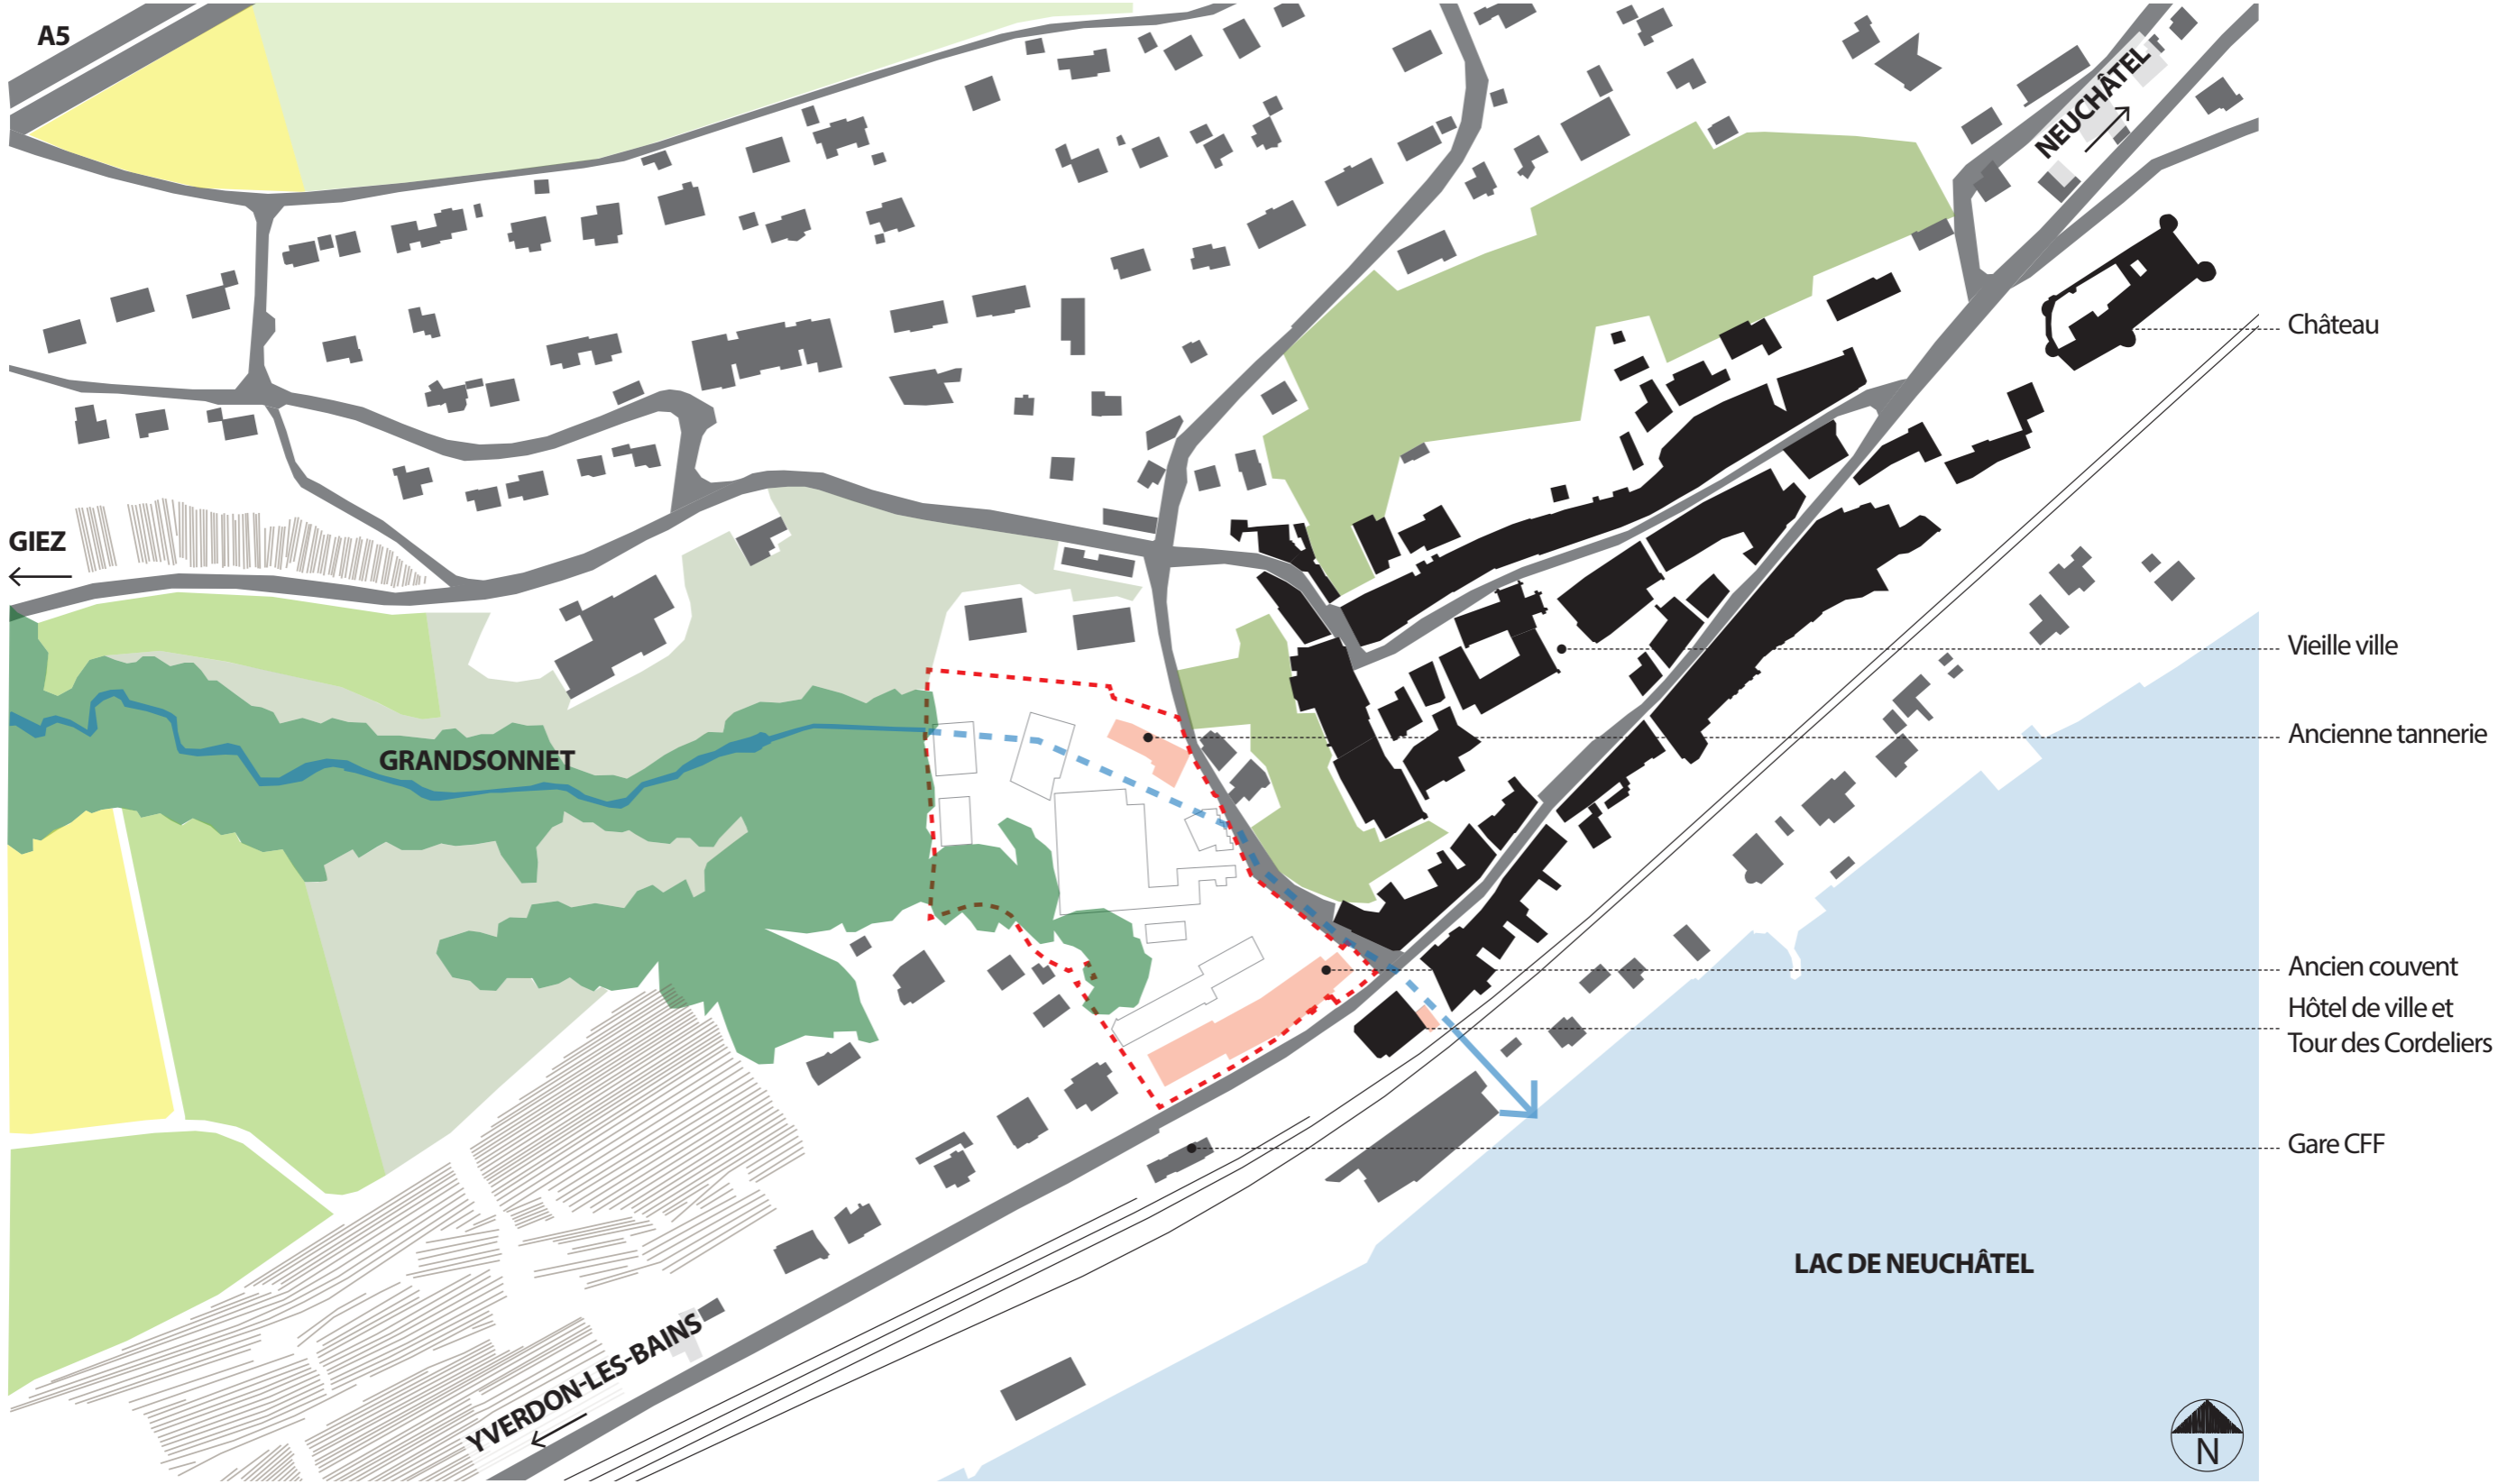 A5
NEUCHÂTEL
Château
GIEZ
Vieille ville
Ancienne tannerie
GRANDSONNET
Ancien couvent
Hôtel de ville et
Tour des Cordeliers
Gare CFF
LAC DE NEUCHÂTEL
YVERDON-LES-BAINS
N